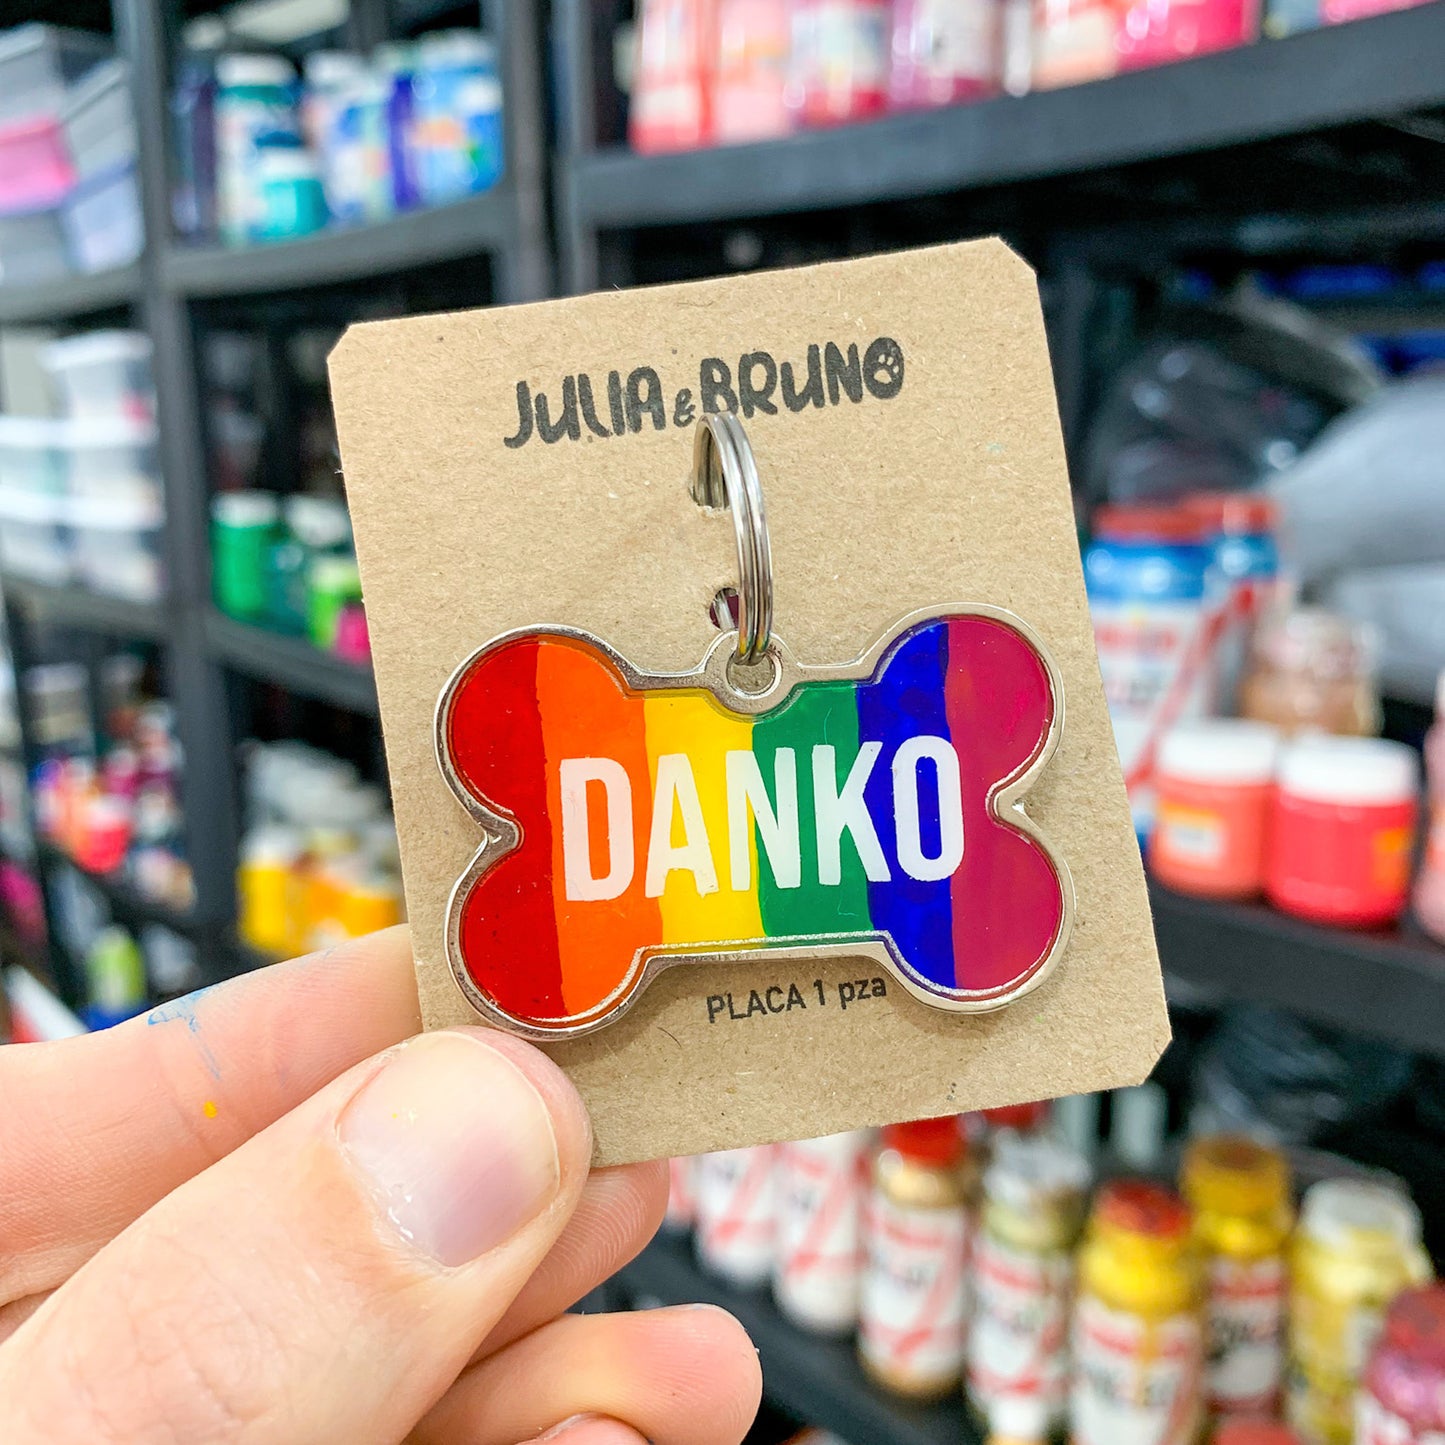 JULIA & BRUNO
DANKO
PLACA 1 pza